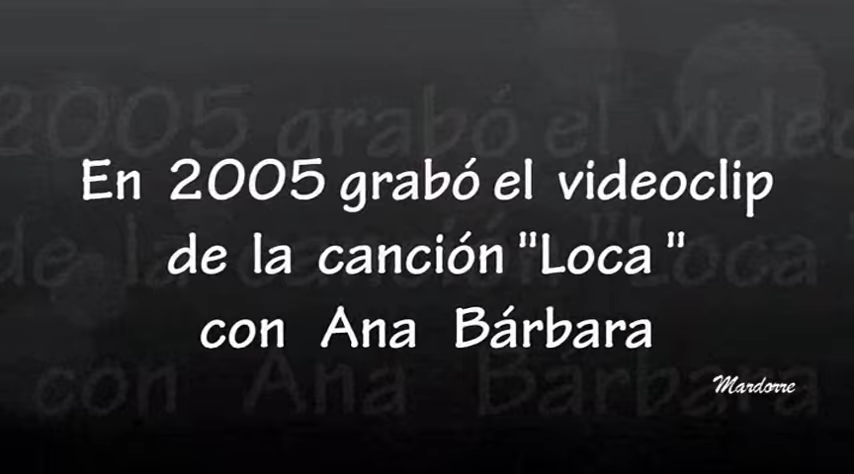 En 2005 grabó el videoclip
de la canción "Loca "
con Ana Bárbara
Mardorre